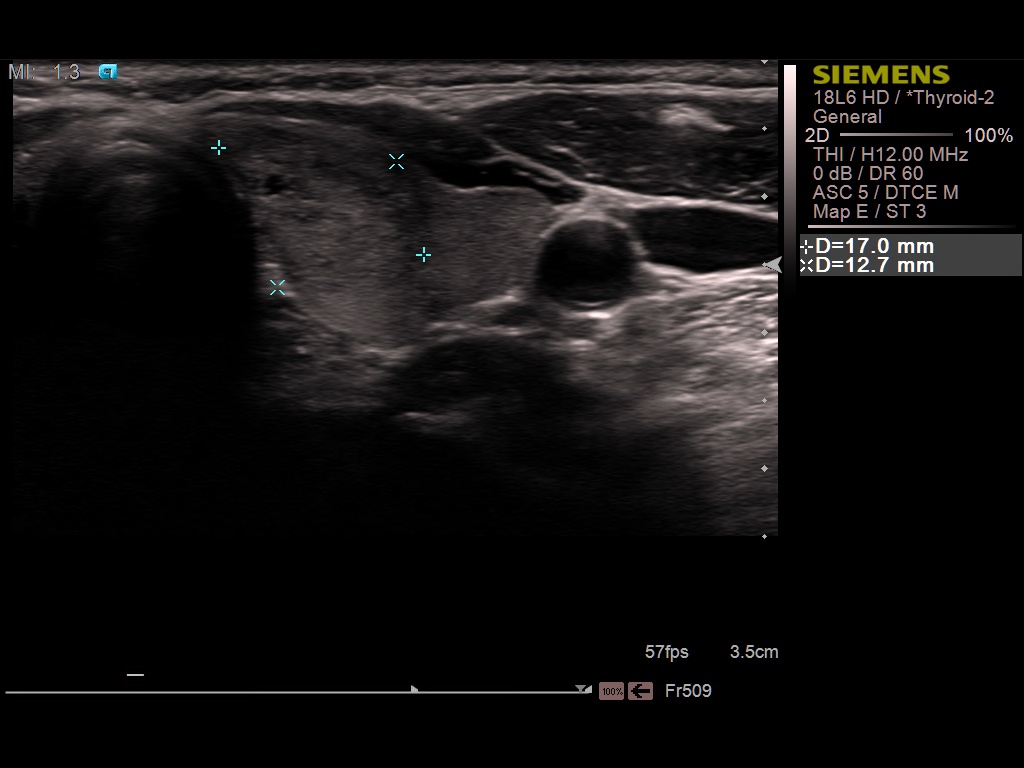 MI: 1.3
SIEMENS
18L6 HD / *Thyroid-2
General
2D 100%
THI / H12.00 MHz
0 dB / DR 60
ASC 5 / DTCE M
Map E / ST 3
D=17.0 mm
D=12.7 mm
57fps 3.5cm
100% Fr509